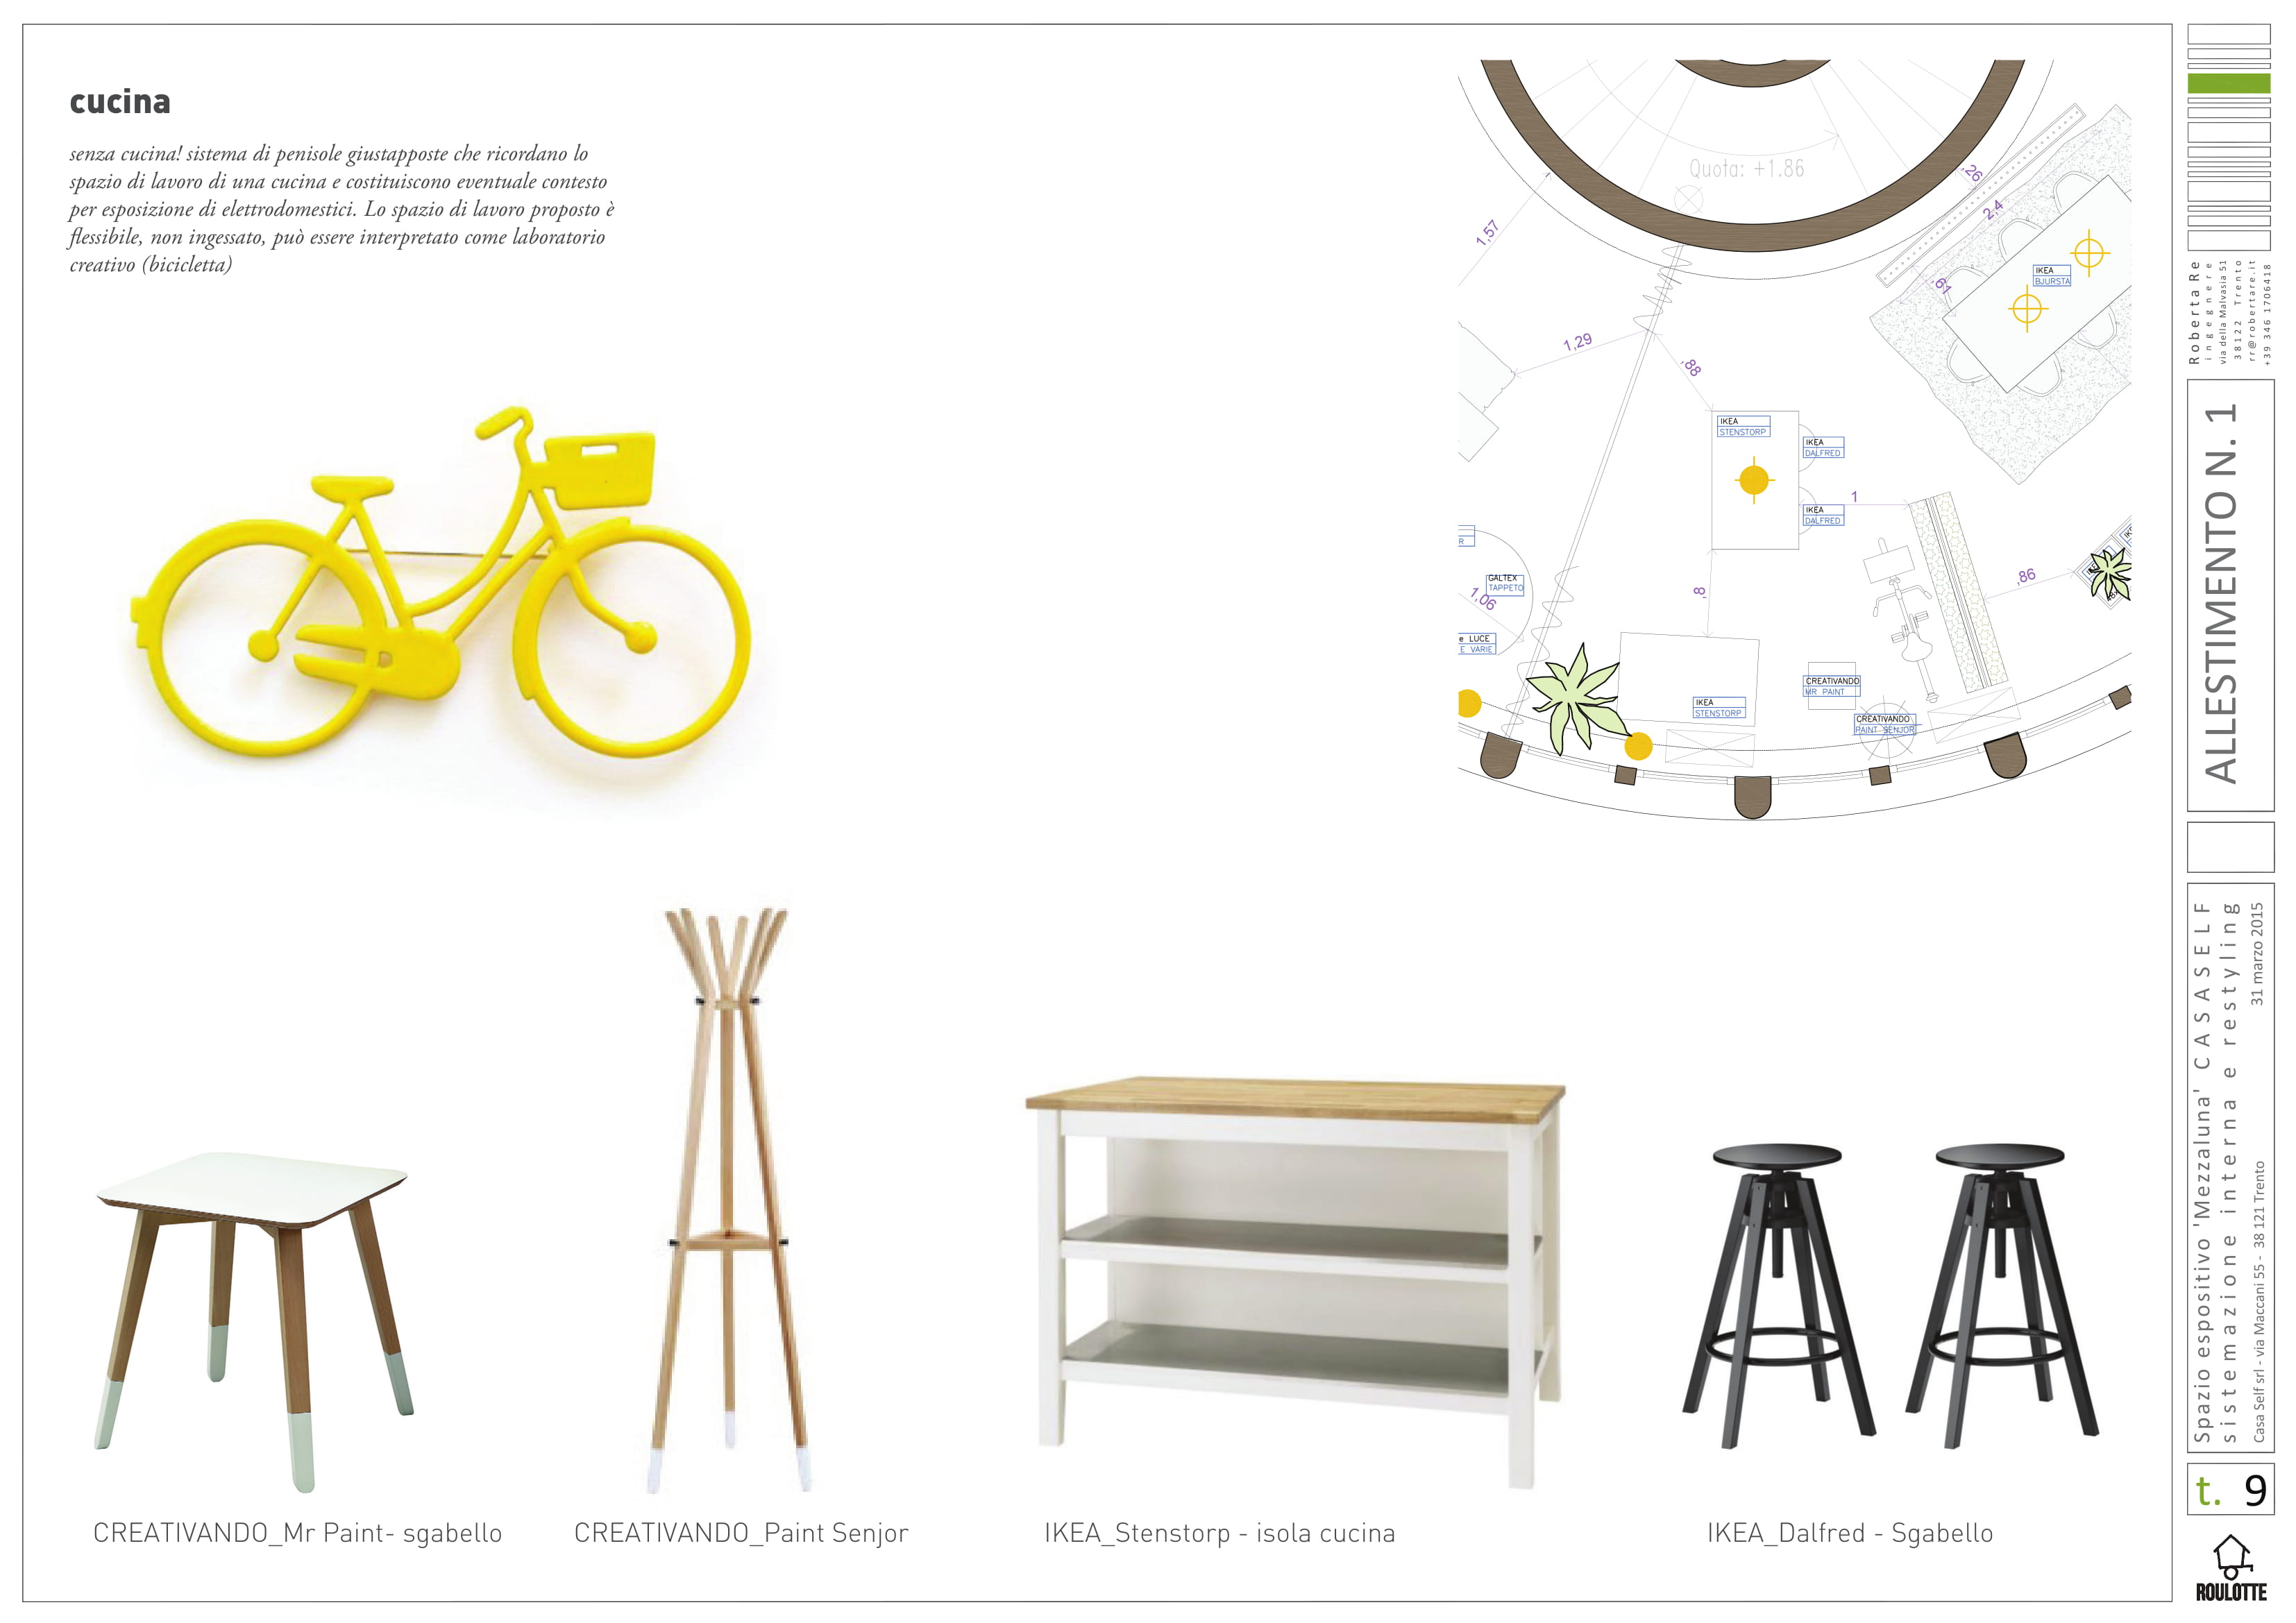 cucina
senza cucina! sistema di penisole giustapposte che ricordano lo
spazio di lavoro di una cucina e costituiscono eventuale contesto
per esposizione di elettrodomestici. Lo spazio di lavoro proposto è
flessibile, non ingessato, può essere interpretato come laboratorio
creativo (bicicletta)
Quota: +1.86
1,57
,26
2,4
,61
IKEA
BJURSTA
1,29
,88
IKEA
STENSTORP
IKEA
DALFRED
1
IKEA
DALFRED
R
GALTEX
TAPPETO
1,06
,8
,86
e LUCE
E VARIE
IKEA
STENSTORP
CREATIVANDO
MR PAINT
CREATIVANDO
PAINT SENJOR
CREATIVANDO_Mr Paint- sgabello
CREATIVANDO_Paint Senjor
IKEA_Stenstorp - isola cucina
IKEA_Dalfred - Sgabello
Roberta Re
ingegnere
via della Malvasia 51
38122 Trento
rr@robertare.it
+39 346 1706418
ALLESTIMENTO N. 1
Spazio espositivo 'Mezzaluna' CASASELF
sistemazione interna e restyling
Casa Self srl - via Maccani 55 - 38 121 Trento
31 marzo 2015
t. 9
ROULOTTE